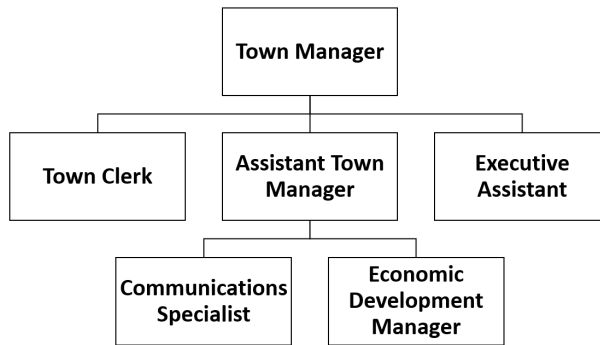 Town Manager
Town Clerk
Assistant Town
Manager
Executive
Assistant
Communications
Specialist
Economic
Development
Manager